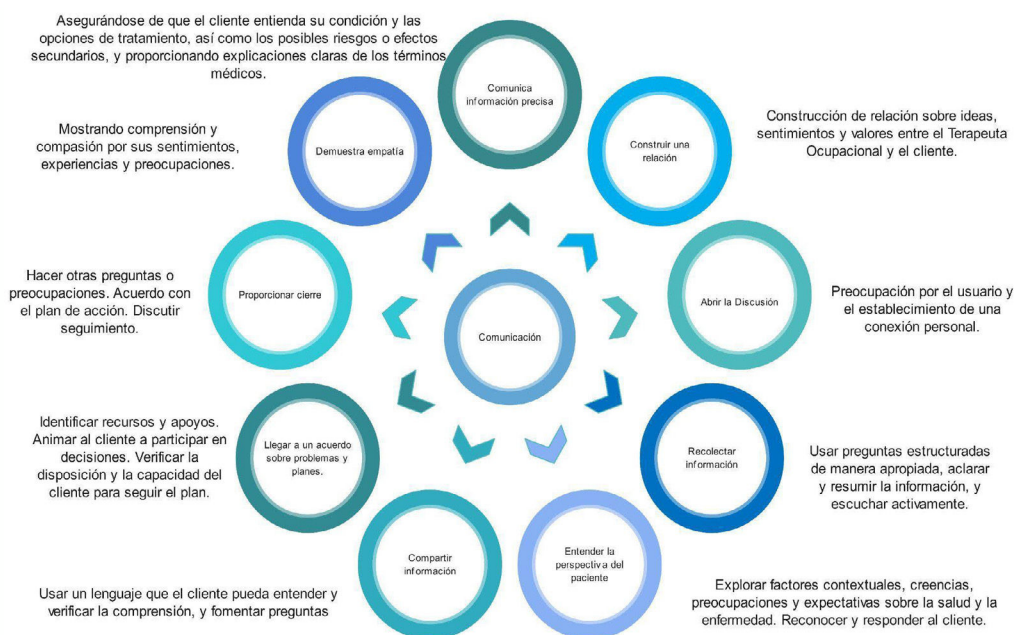 Asegurándose de que el cliente entienda su condición y las
opciones de tratamiento, así como los posibles riesgos o efectos
secundarios, y proporcionando explicaciones claras de los términos
médicos.
Comunica
información precisa
Demuestra empatía
Mostrando comprensión y
compasión por sus sentimientos,
experiencias y preocupaciones.
Construir una
relación
Construcción de relación sobre ideas,
sentimientos y valores entre el Terapeuta
Ocupacional y el cliente.
Proporcionar cierre
Hacer otras preguntas o
preocupaciones. Acuerdo con
el plan de acción. Discutir
seguimiento.
Comunicación
Abrir la Discusión
Preocupación por el usuario y
el establecimiento de una
conexión personal.
Identificar recursos y apoyos.
Animar al cliente a participar en
decisiones. Verificar la
disposición y la capacidad del
cliente para seguir el plan.
Llegar a un acuerdo
sobre problemas y
planes.
Recolectar
información
Usar preguntas estructuradas
de manera apropiada, aclarar
y resumir la información, y
escuchar activamente.
Compartir
información
Usar un lenguaje que el cliente pueda entender y
verificar la comprensión, y fomentar preguntas
Entender la
perspectiva del
paciente
Explorar factores contextuales, creencias,
preocupaciones y expectativas sobre la salud y la
enfermedad. Reconocer y responder al cliente.